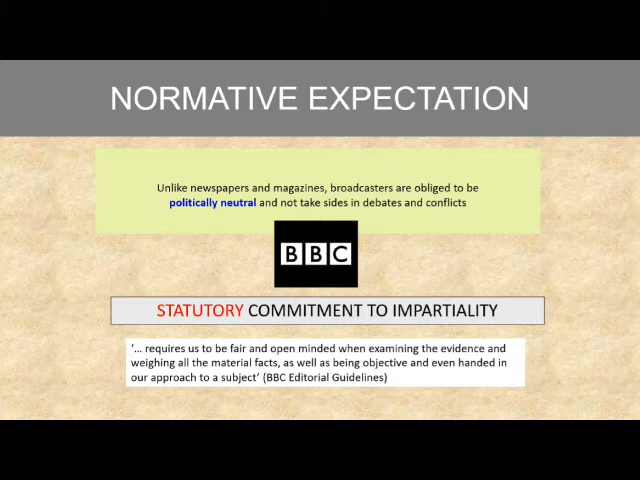 NORMATIVE EXPECTATION
Unlike newspapers and magazines, broadcasters are obliged to be
politically neutral and not take sides in debates and conflicts
BBC
STATUTORY COMMITMENT TO IMPARTIALITY
‘… requires us to be fair and open minded when examining the evidence and
weighing all the material facts, as well as being objective and even handed in
our approach to a subject’ (BBC Editorial Guidelines)